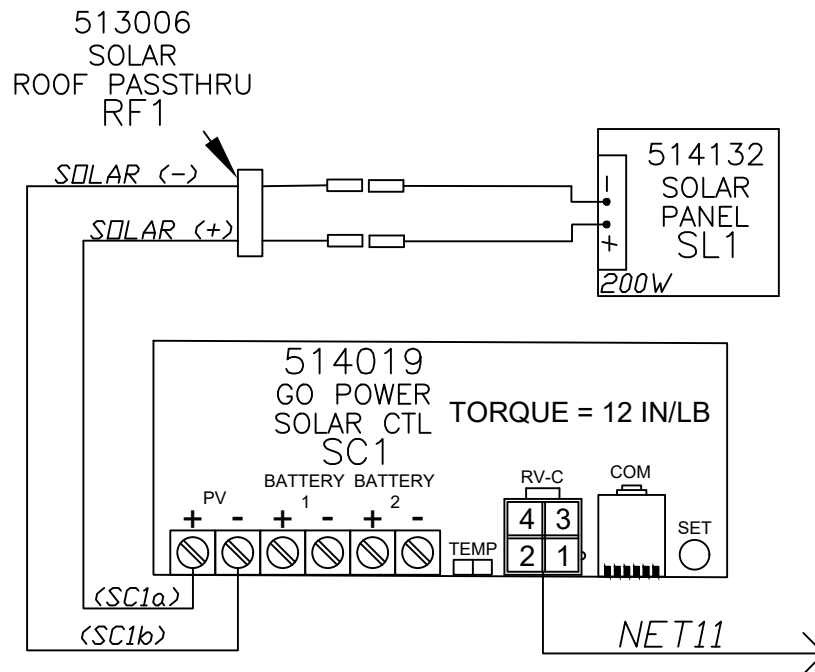 513006
SOLAR
ROOF PASSTHRU
RF1
SOLAR (-)
SOLAR (+)
514132
SOLAR
PANEL
SL1
-
+
200W
514019
GO POWER
SOLAR CTL
SC1
TORQUE = 12 IN/LB
PV
BATTERY BATTERY
1 2
+ - + - + -
TEMP
RV-C
4 3
2 1
COM
SET
(SC1a)
(SC1b)
NET11